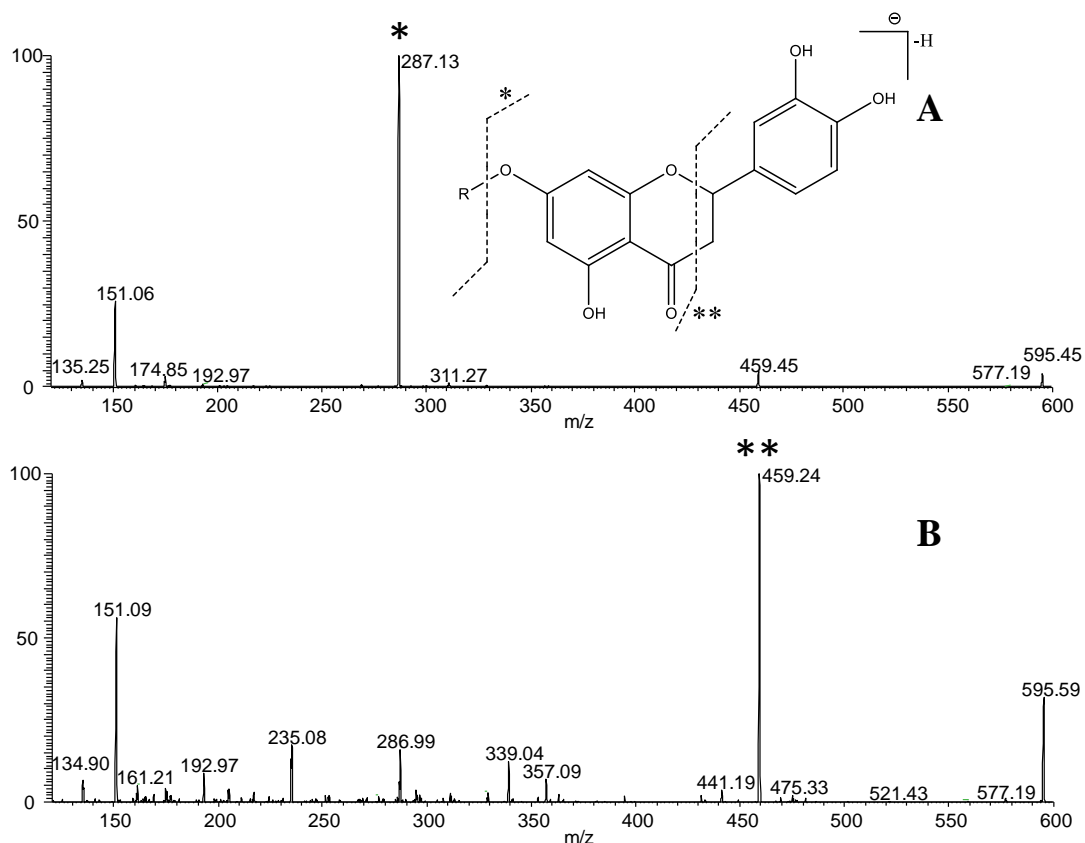 *
100
287.13
⊖
-H
OH
OH
A
*
O
R
O
50
151.06
OH
O
**
135.25
174.85
192.97
311.27
459.45
577.19
595.45
0
150 200 250 300 350 400 450 500 550 600
m/z
**
100
459.24
B
151.09
50
595.59
235.08
286.99
134.90
161.21
192.97
339.04
357.09
441.19
475.33
521.43
577.19
0
150 200 250 300 350 400 450 500 550 600
m/z